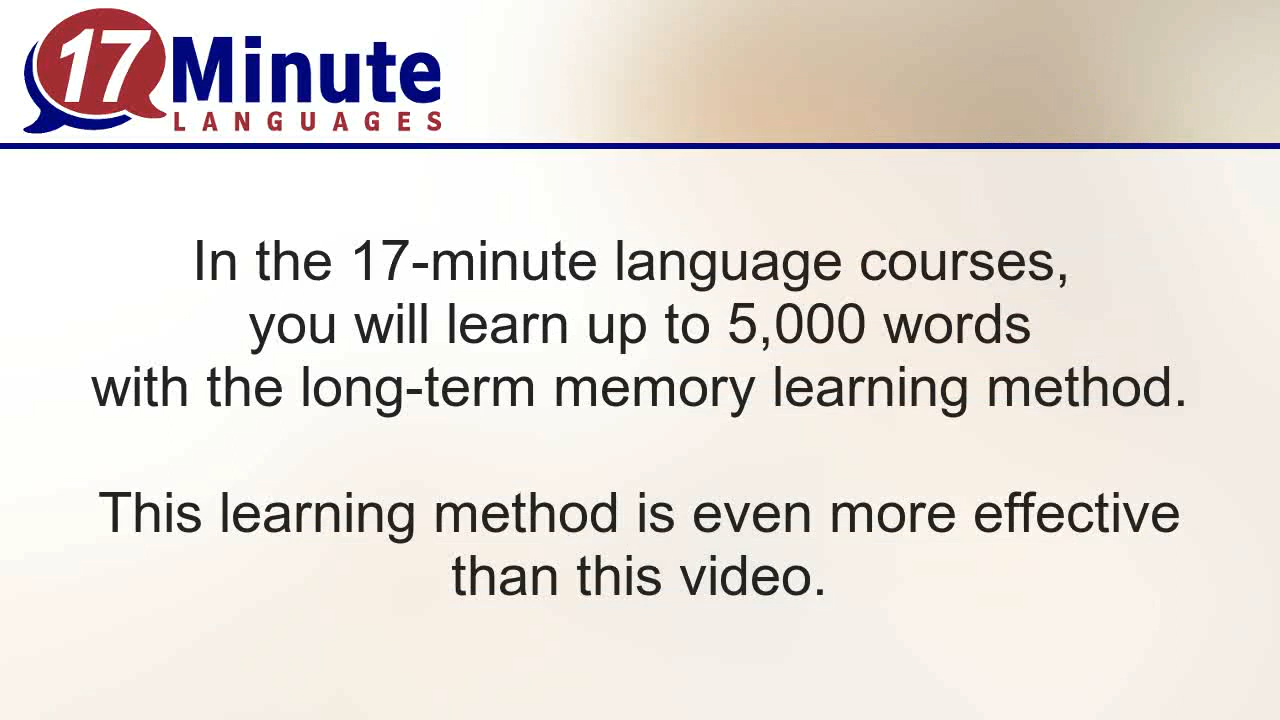 17 Minute
LANGUAGES
In the 17-minute language courses,
you will learn up to 5,000 words
with the long-term memory learning method.
This learning method is even more effective
than this video.